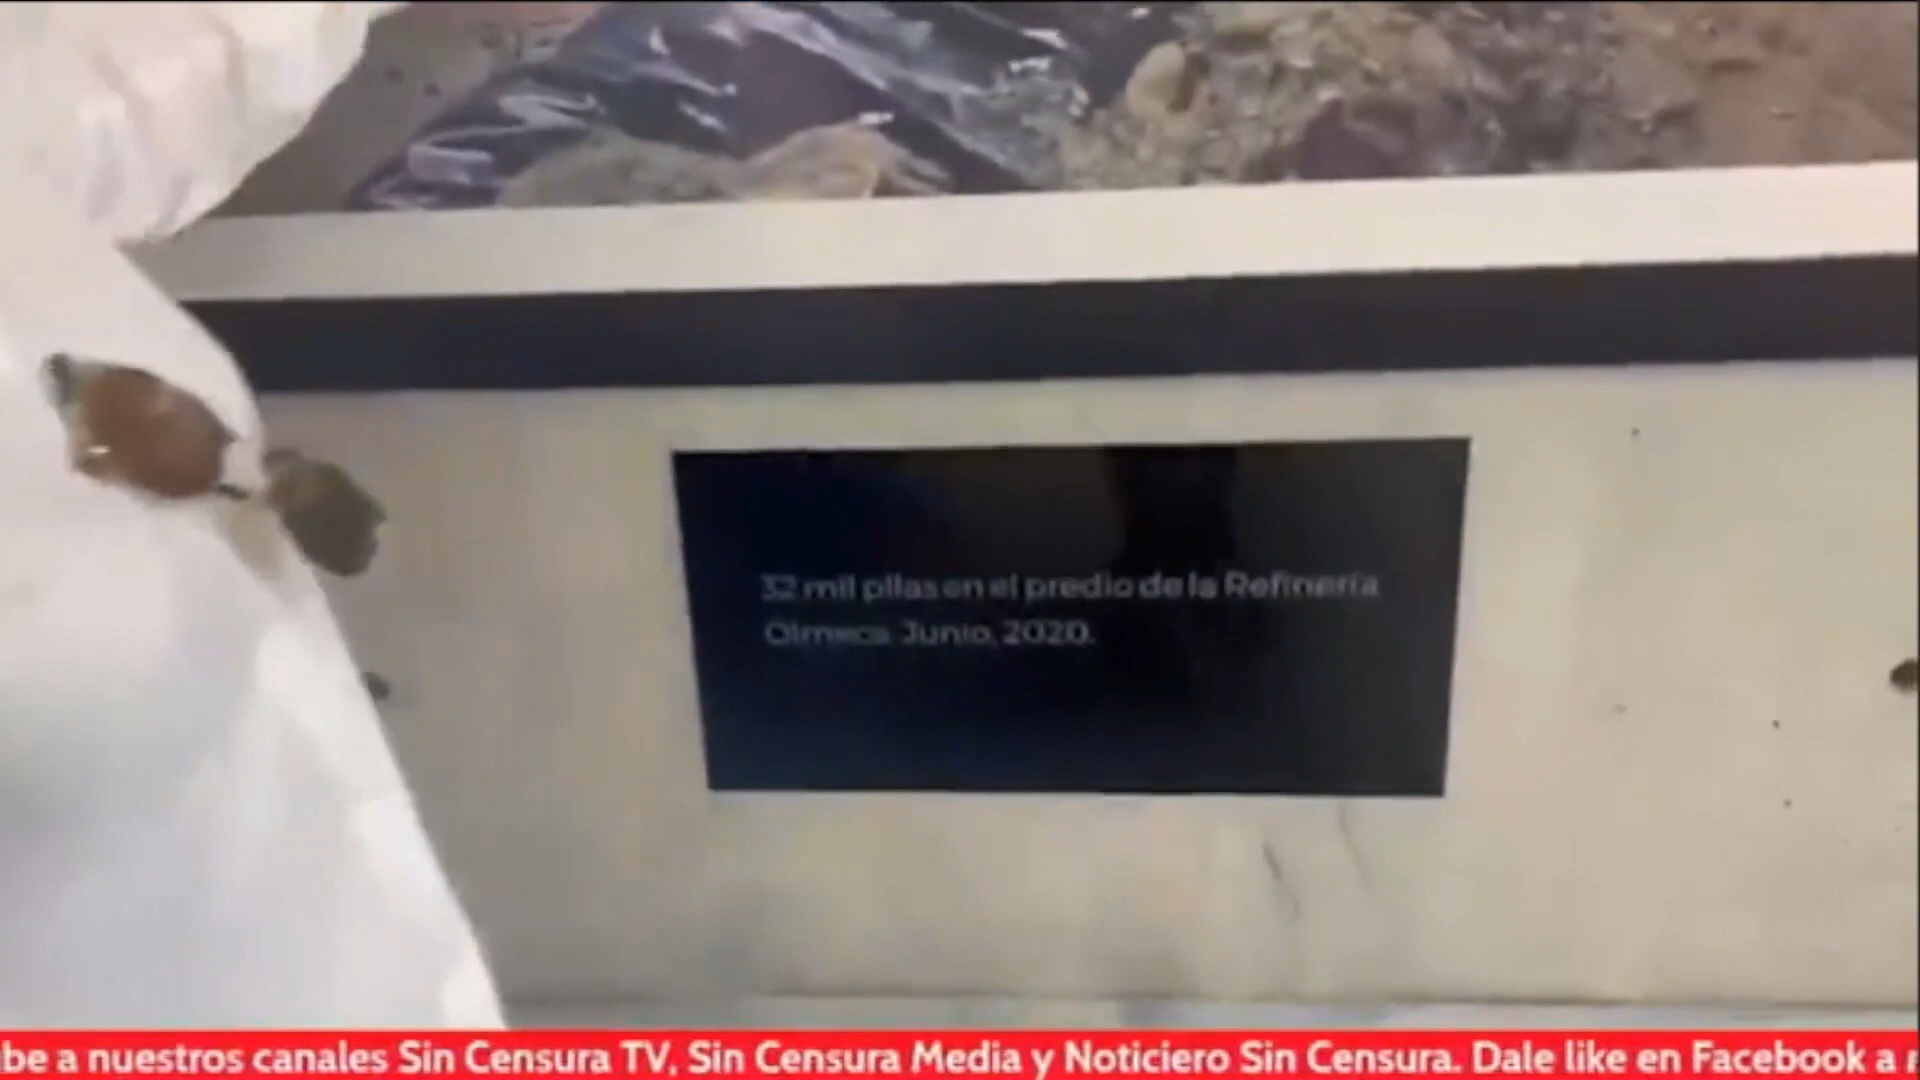 32 mil pilas en el predio de la Refinería
Olmeca. Junio, 2020.
be a nuestros canales Sin Censura TV, Sin Censura Media y Noticiero Sin Censura. Dale like en Facebook a